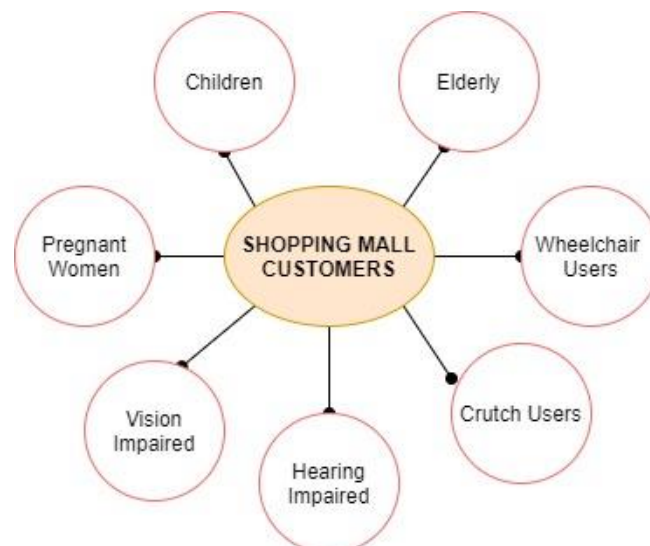 Children
Elderly
Pregnant
Women
SHOPPING MALL
CUSTOMERS
Wheelchair
Users
Vision
Impaired
Hearing
Impaired
Crutch Users